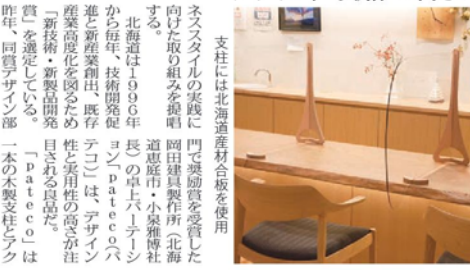 支柱には北海道産材合板を使用
ネススタイルの実践に
向けた取り組みを提唱
する。
　北海道は1996年
から毎年、技術開発促
進と新産業創出、既存
産業高度化を図るため
「新技術・新製品開発
賞」を選定している。
昨年、同賞デザイン部
門で奨励賞を受賞した
岡田建具製作所（北海
道恵庭市・小泉雅博社
長）の卓上パーテーシ
ョン「pateco（パ
テコ）」は、デザイン
性と実用性の高さが注
目される良品だ。
　「pateco」は
一本の木製支柱とアク